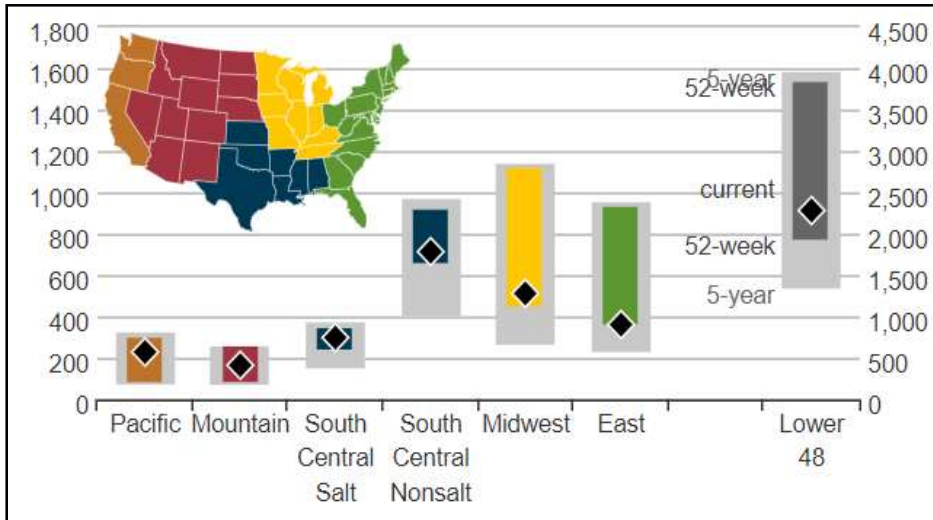 1,800
1,600
1,400
1,200
1,000
800
600
400
200
0
4,500
4,000
3,500
3,000
2,500
2,000
1,500
1,000
500
0
5-year
52-week
current
52-week
5-year
Pacific
Mountain
South
Central
Salt
South
Central
Nonsalt
Midwest
East
Lower
48